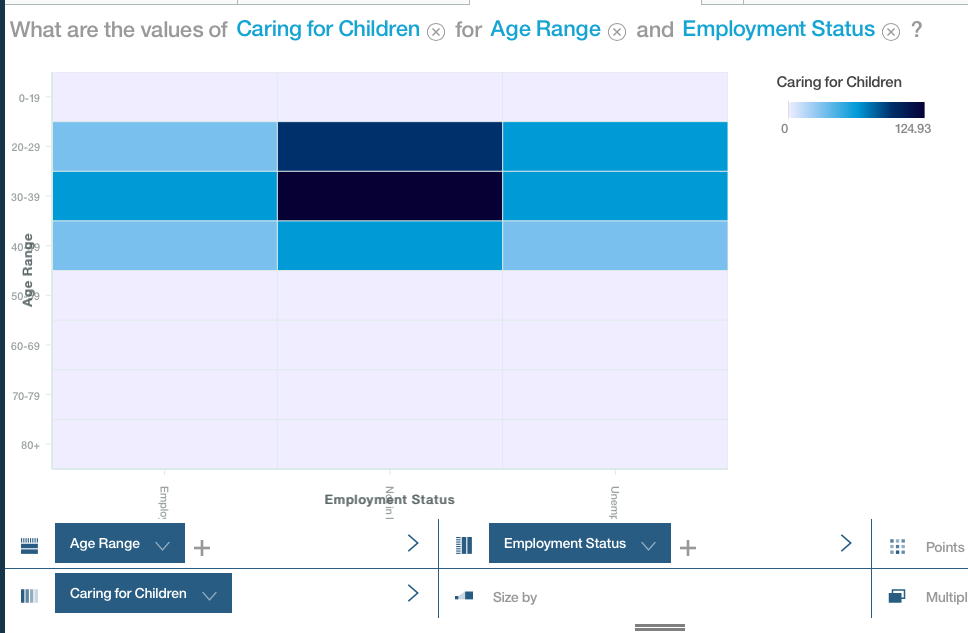 What are the values of Caring for Children for Age Range and Employment Status ?
Caring for Children
0 124.93
0-19
20-29
30-39
50-59
60-69
70-79
80+
Age Range
Employment Status
Age Range
Employment Status
Points
Caring for Children
Size by